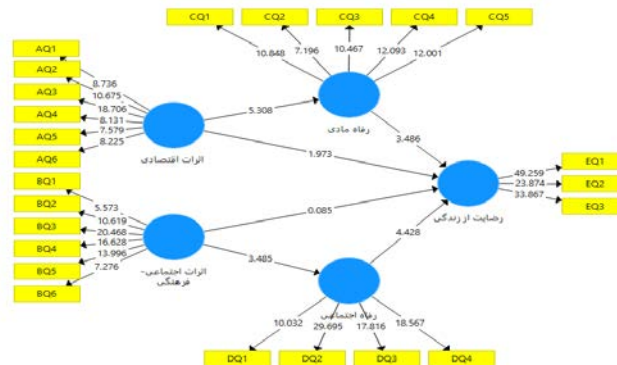 CQ1 CQ2 CQ3 CQ4 CQ5
10.848 7.196 10.467 12.093 12.001
رفاه مادی
AQ1
AQ2
AQ3
AQ4
AQ5
AQ6
8.736
10.675
18.706
8.131
7.579
8.225
اثرات اقتصادی
5.308
3.486
1.973
BQ1
BQ2
BQ3
BQ4
BQ5
BQ6
5.573
10.619
20.468
16.628
13.996
7.276
اثرات اجتماعی-
فرهنگی
0.085
3.485
4.428
رضایت از زندگی
49.259
23.874
33.867
EQ1
EQ2
EQ3
رفاه اجتماعی
10.032 29.695 17.816 18.567
DQ1 DQ2 DQ3 DQ4